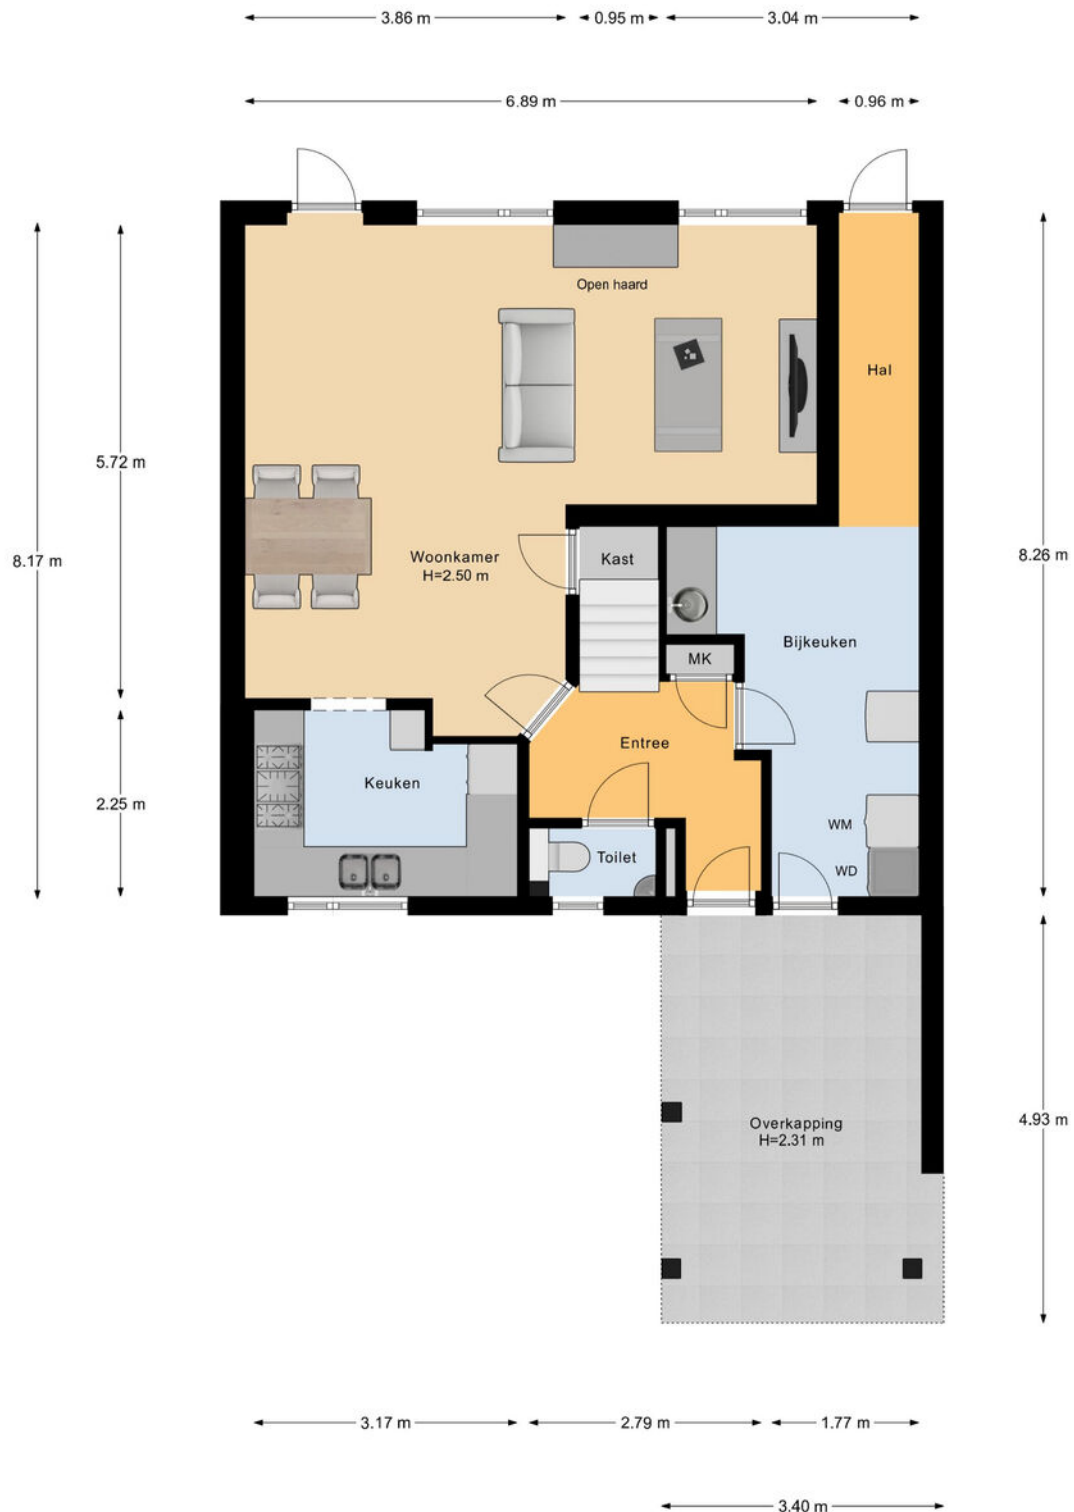 3.86 m
0.95 m
3.04 m
6.89 m
0.96 m
Open haard
Hal
5.72 m
8.17 m
8.26 m
Woonkamer
H=2.50 m
Kast
Bijkeuken
MK
Entree
Keuken
2.25 m
WM
Toilet
WD
Overkapping
H=2.31 m
4.93 m
3.17 m
2.79 m
1.77 m
3.40 m